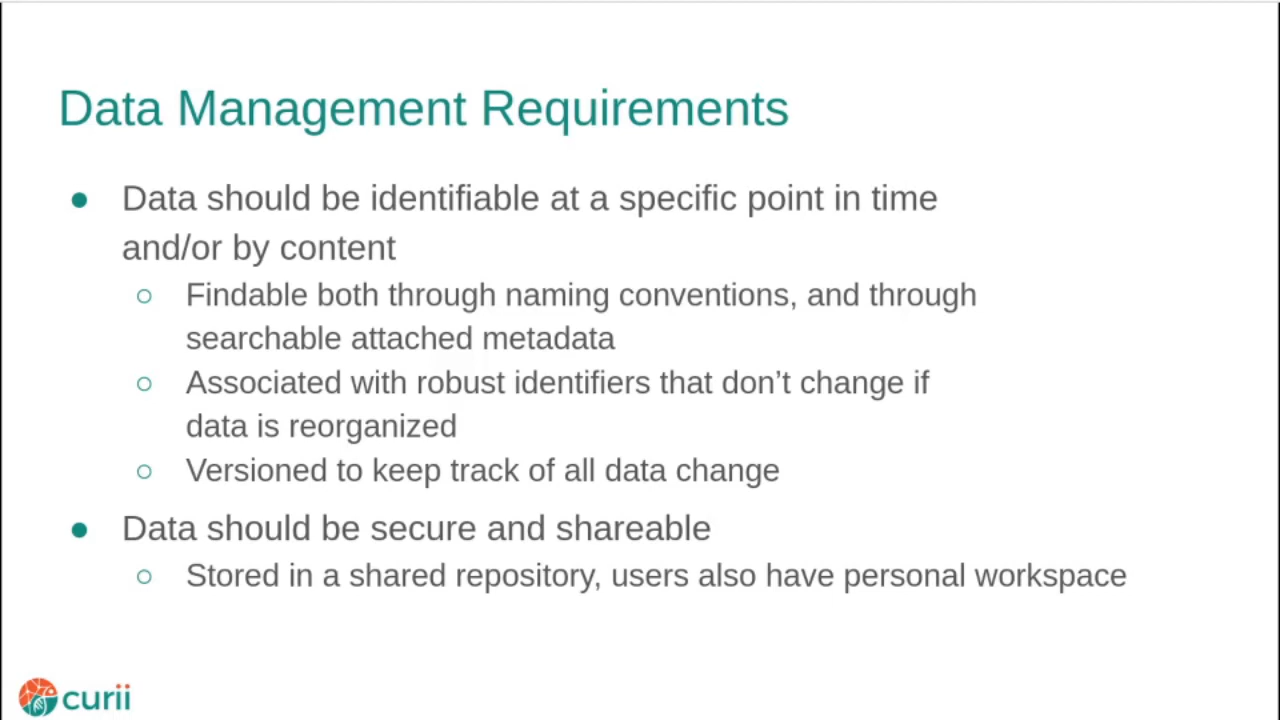 Data Management Requirements
● Data should be identifiable at a specific point in time
and/or by content
○ Findable both through naming conventions, and through
searchable attached metadata
○ Associated with robust identifiers that don’t change if
data is reorganized
○ Versioned to keep track of all data change
● Data should be secure and shareable
○ Stored in a shared repository, users also have personal workspace
curii